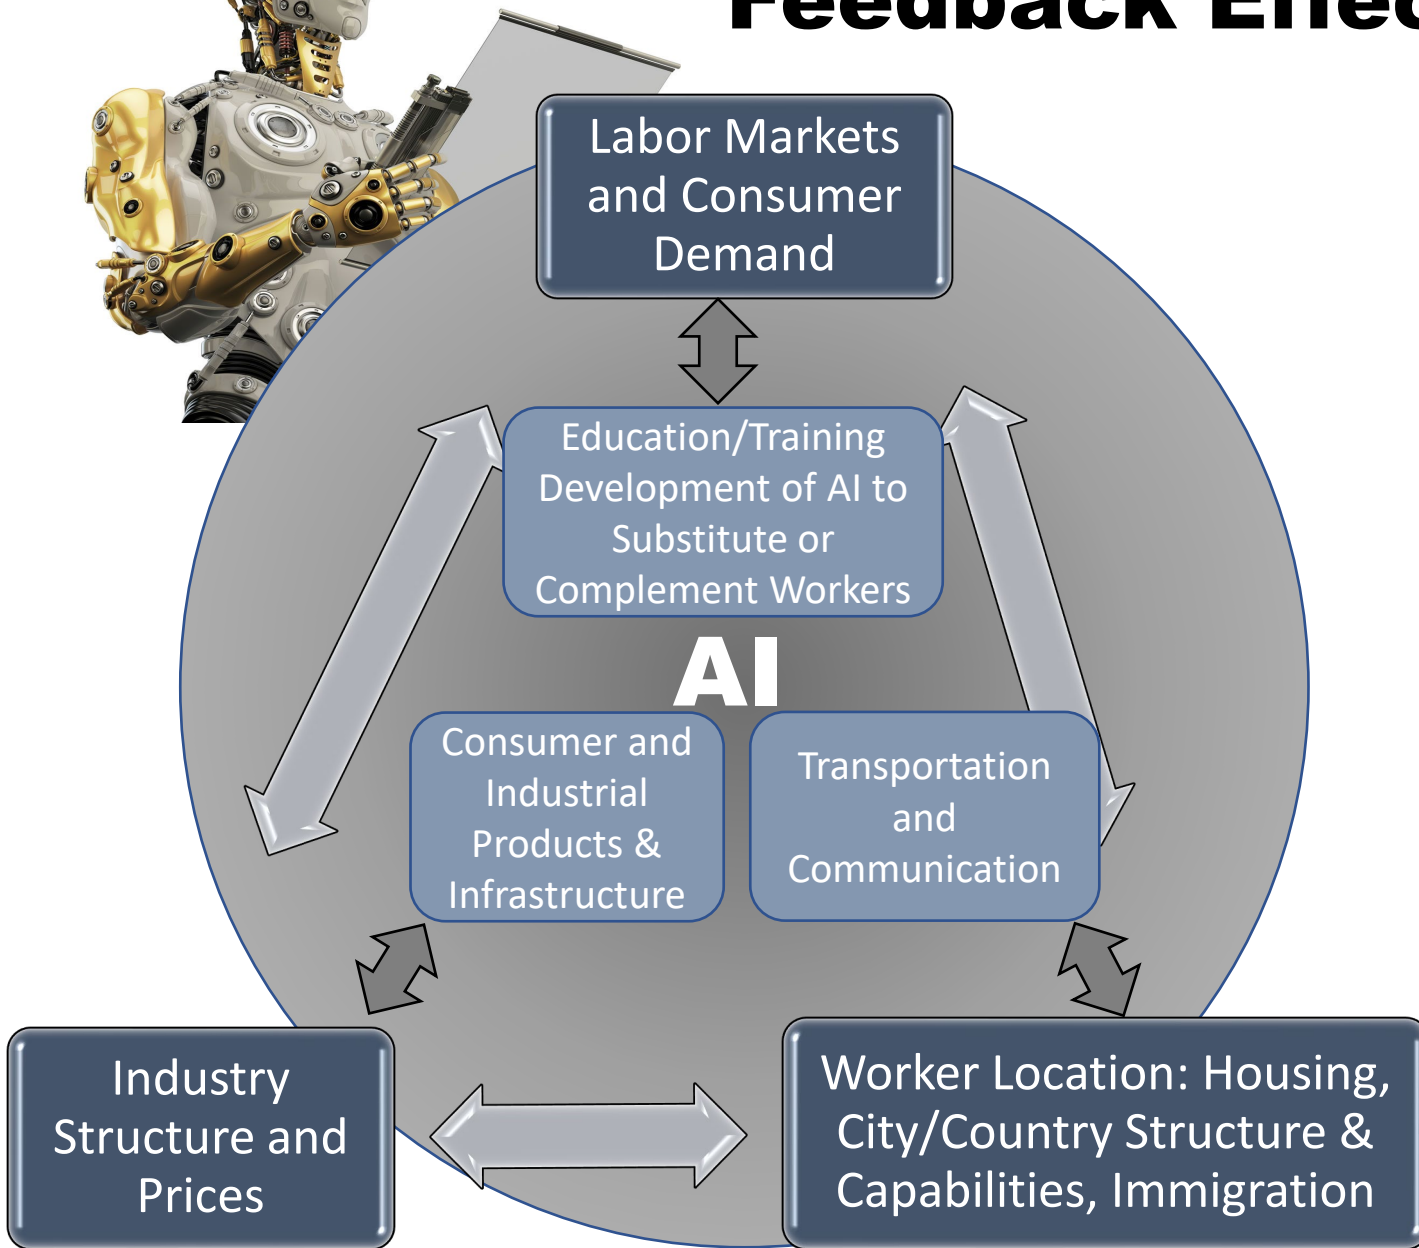 Feedback
Labor Markets
and Consumer
Demand
Education/Training
Development of AI to
Substitute or
Complement Workers
AI
Consumer and
Industrial
Products &
Infrastructure
Transportation
and
Communication
Industry
Structure and
Prices
Worker Location: Housing,
City/Country Structure &
Capabilities, Immigration